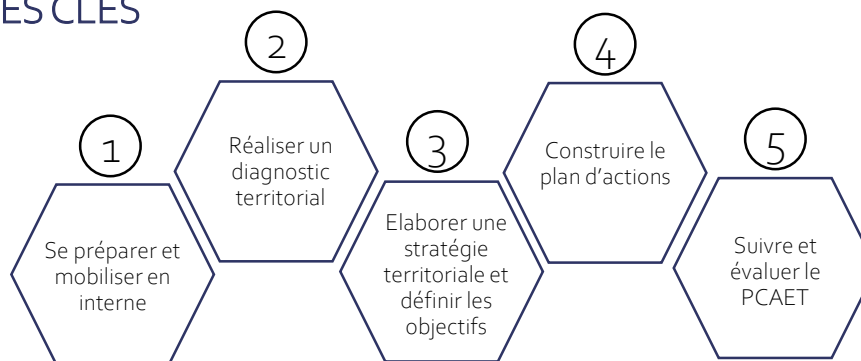 ES CLES
1
Se préparer et
mobiliser en
interne
2
Réaliser un
diagnostic
territorial
3
Elaborer une
stratégie
territoriale et
définir les
objectifs
4
Construire le
plan d'actions
5
Suivre et
évaluer le
PCAET